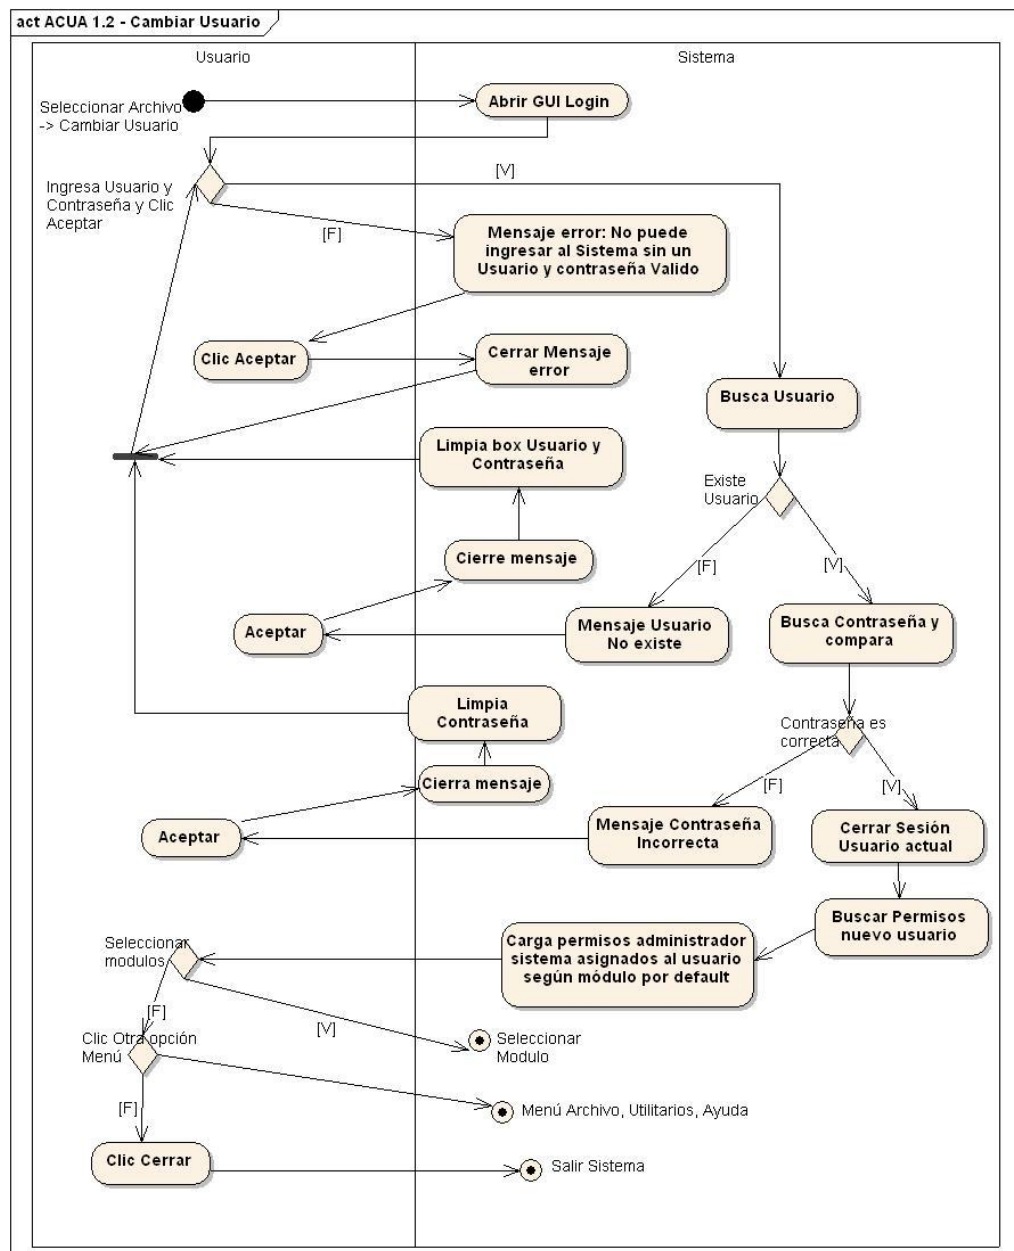 act ACUA 1.2 - Cambiar Usuario
Usuario
Sistema
Seleccionar Archivo
-> Cambiar Usuario
Abrir GUI Login
Ingresa Usuario y
Contraseña y Clic
Aceptar
[V]
[F]
Mensaje error: No puede
ingresar al Sistema sin un
Usuario y contraseña Valido
Clic Aceptar
Cerrar Mensaje
error
Busca Usuario
Limpia box Usuario y
Contraseña
Existe
Usuario
Cierre mensaje
[F]
[V]
Aceptar
Mensaje Usuario
No existe
Busca Contraseña y
compara
Limpia
Contraseña
Contraseña es
correcta
Cierra mensaje
[F]
[V]
Aceptar
Mensaje Contraseña
Incorrecta
Cerrar Sesión
Usuario actual
Buscar Permisos
nuevo usuario
Seleccionar
modulos
Carga permisos administrador
sistema asignados al usuario
según módulo por default
[F]
[V]
Clic Otra opción
Menú
Seleccionar
Modulo
[F]
Menú Archivo, Utilitarios, Ayuda
Clic Cerrar
Salir Sistema